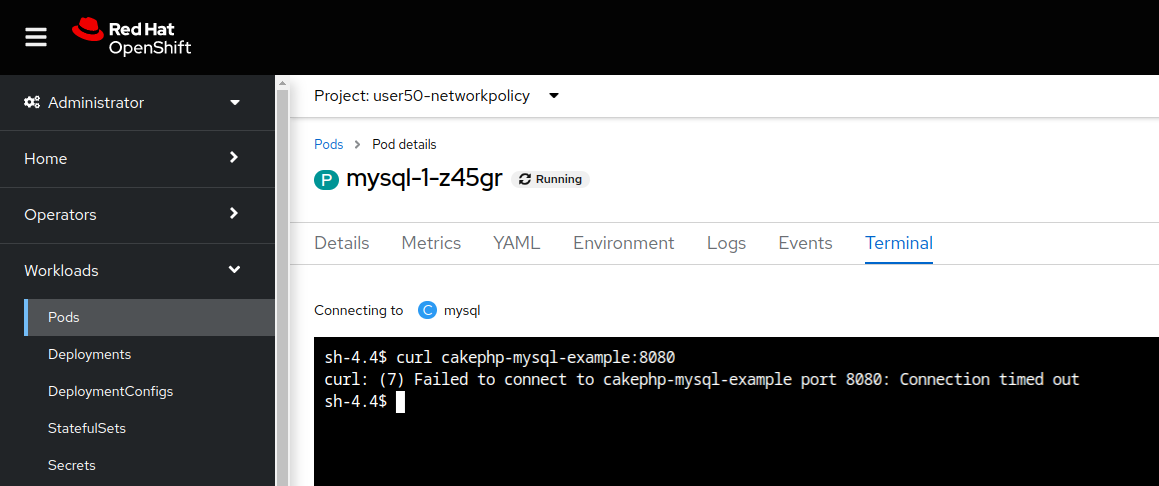 Red Hat
OpenShift
Administrator
Home
Operators
Workloads
Pods
Deployments
DeploymentConfigs
StatefulSets
Secrets
Project: user50-networkpolicy
Pods > Pod details
P mysql-1-z45gr Running
Details Metrics YAML Environment Logs Events Terminal
Connecting to C mysql
sh-4.4$ curl cakephp-mysql-example:8080
curl: (7) Failed to connect to cakephp-mysql-example port 8080: Connection timed out
sh-4.4$